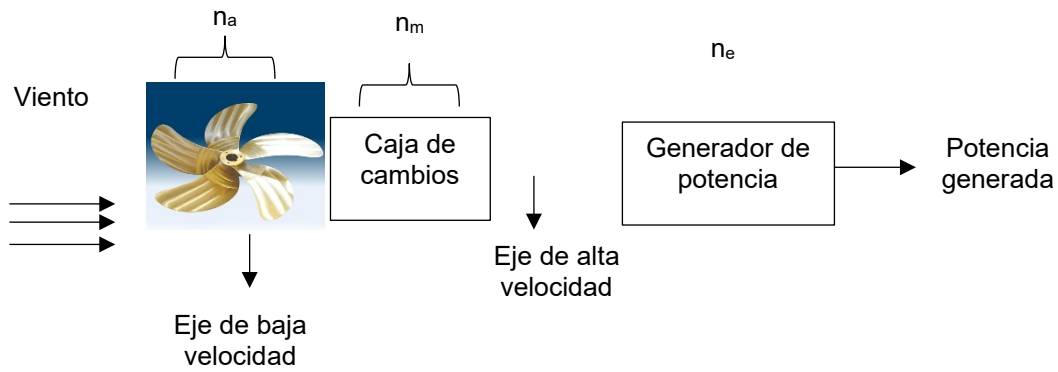 nₐ
nₘ
nₑ
Viento
Caja de
cambios
Generador de
potencia
Potencia
generada
Eje de alta
velocidad
Eje de baja
velocidad